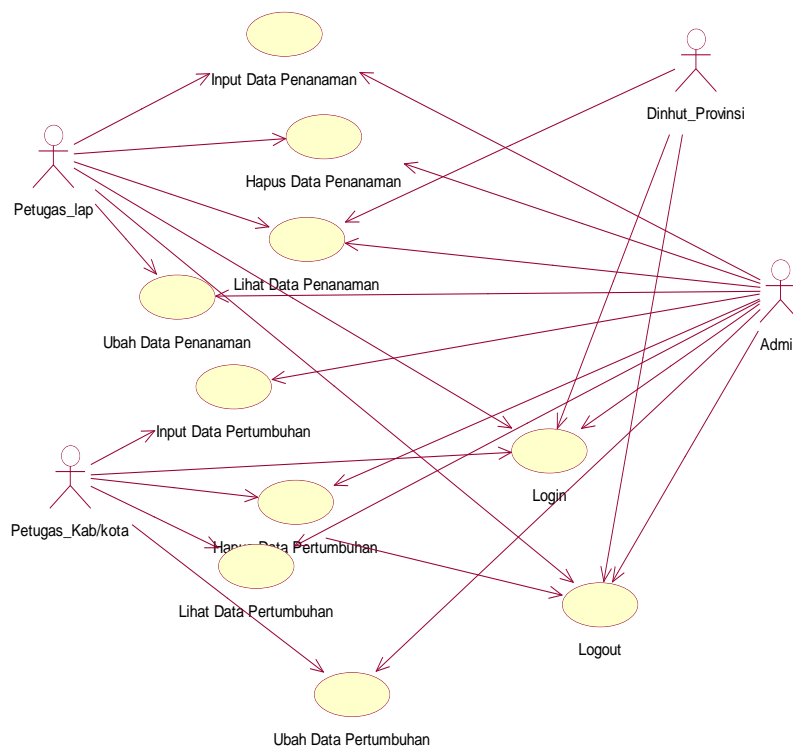 Input Data Penanaman
Dinhut_Provinsi
Hapus Data Penanaman
Petugas_lap
Lihat Data Penanaman
Ubah Data Penanaman
Admi
Input Data Pertumbuhan
Petugas_Kab/kota
Login
Hapus Data Pertumbuhan
Lihat Data Pertumbuhan
Logout
Ubah Data Pertumbuhan